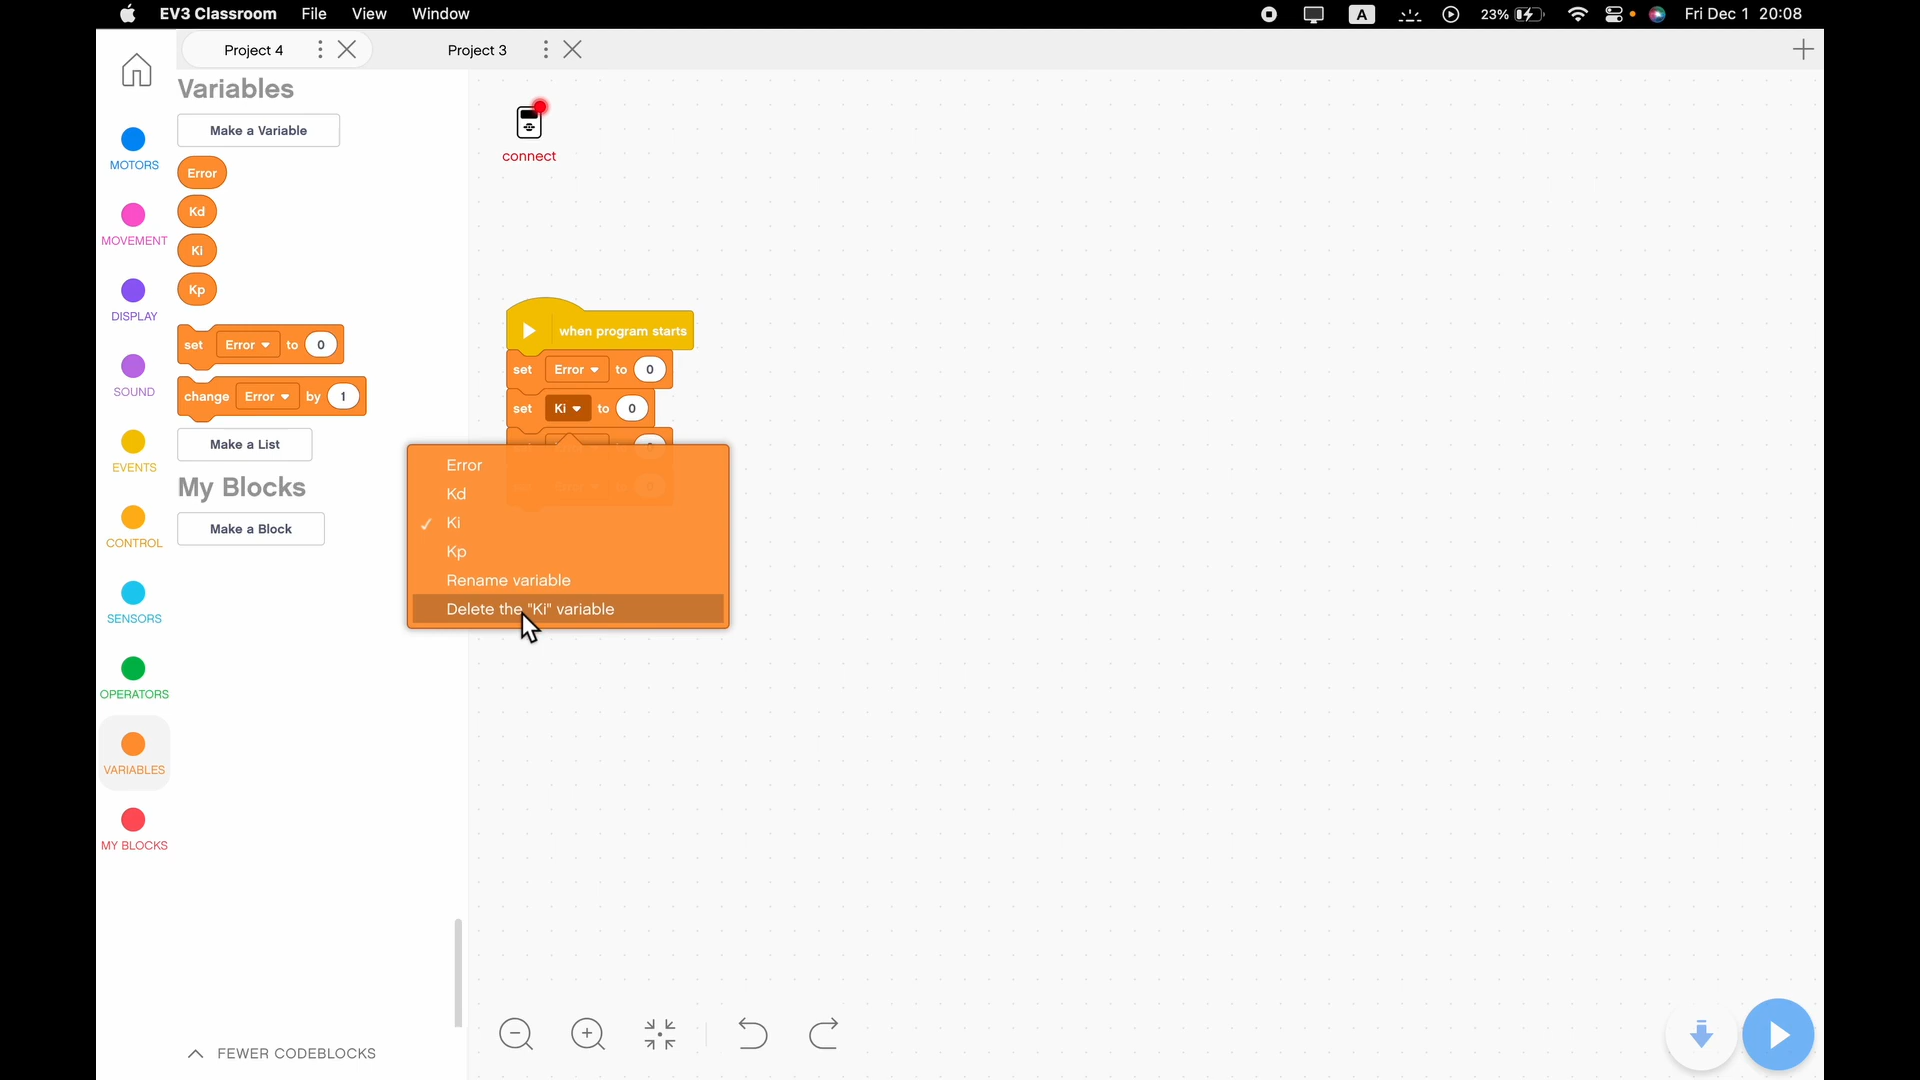 EV3 Classroom File View Window A 23% Fri Dec 1 20:08
Project 4 Project 3
Variables
Make a Variable
Error
Kd
Ki
Kp
set Error to 0
change Error by 1
Make a List
My Blocks
Make a Block
MOTORS
MOVEMENT
DISPLAY
SOUND
EVENTS
CONTROL
SENSORS
OPERATORS
VARIABLES
MY BLOCKS
FEWER CODEBLOCKS
connect
when program starts
set Error to 0
set Ki to 0
Error
Kd
Ki
Kp
Rename variable
Delete the "Ki" variable